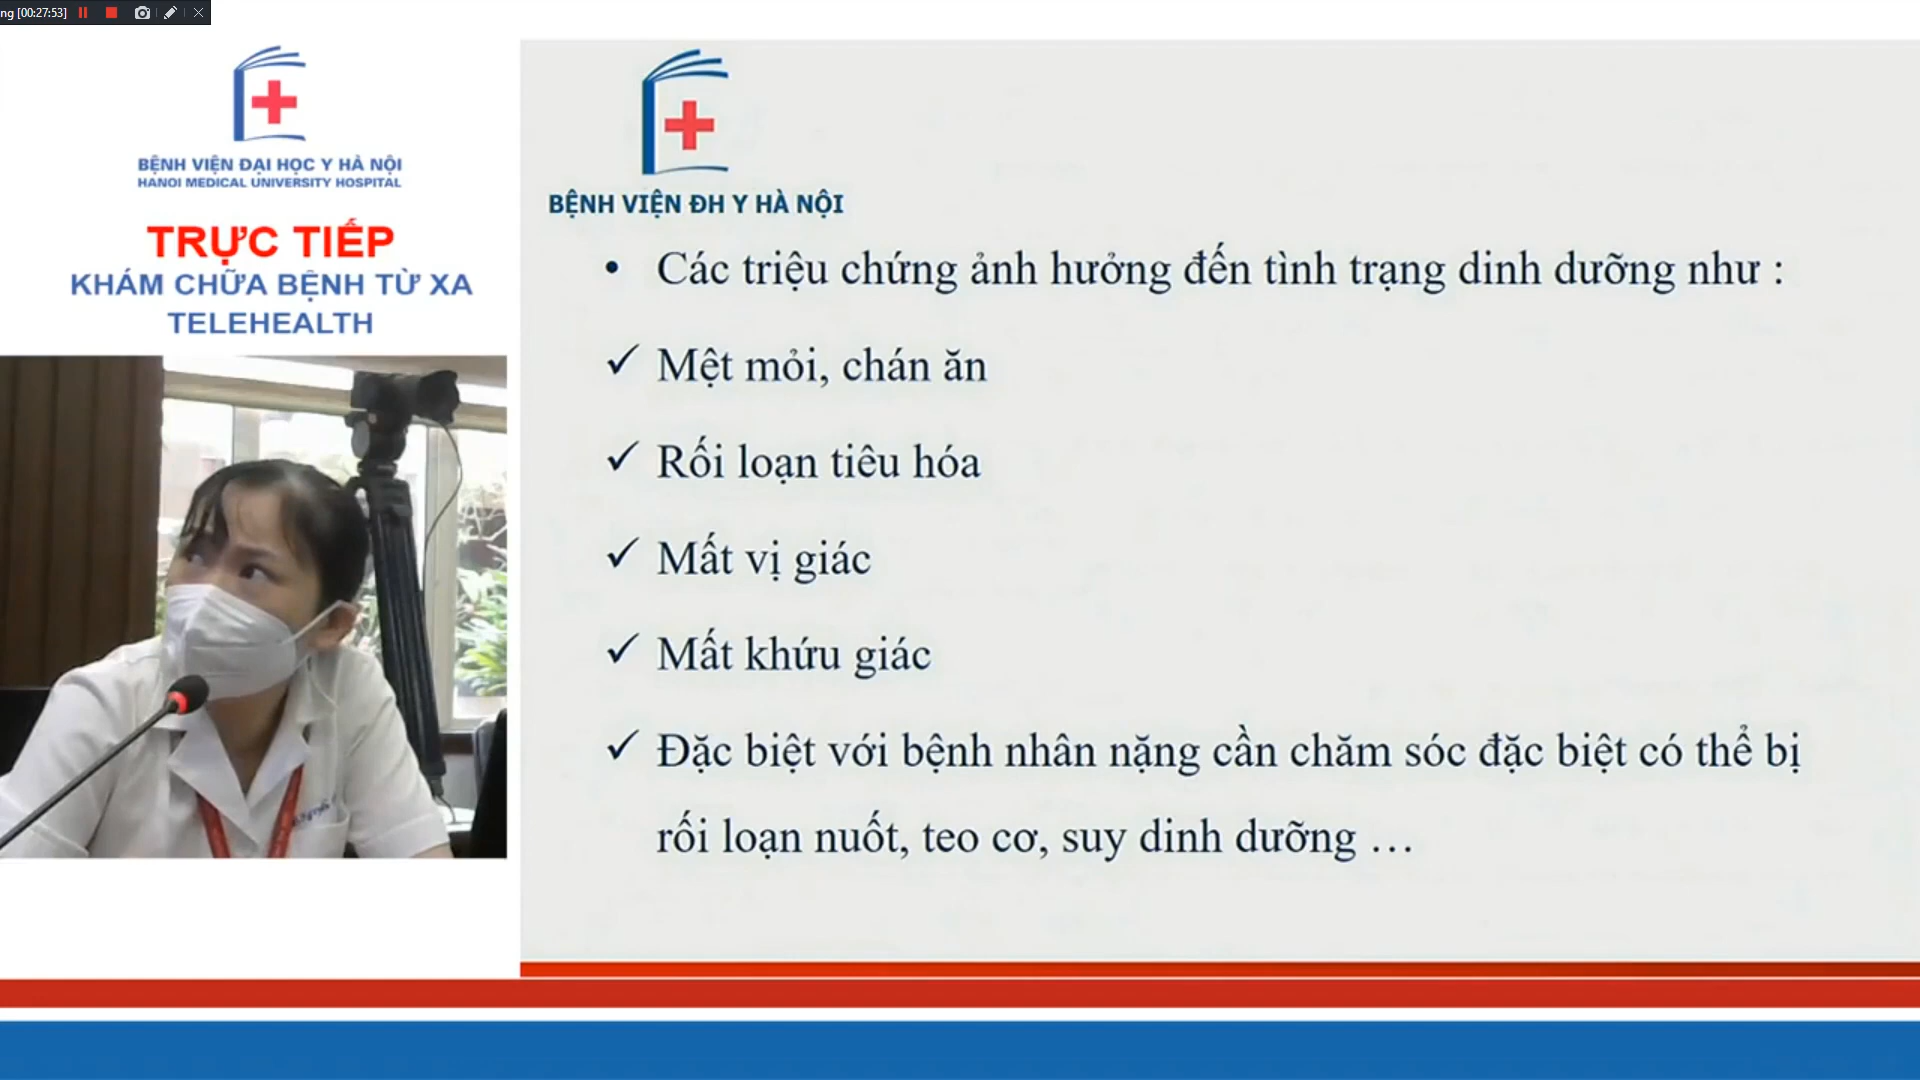 ng [00:27:53]
BỆNH VIỆN ĐẠI HỌC Y HÀ NỘI
HANOI MEDICAL UNIVERSITY HOSPITAL
TRỰC TIẾP
KHÁM CHỮA BỆNH TỪ XA
TELEHEALTH
BỆNH VIỆN ĐH Y HÀ NỘI
• Các triệu chứng ảnh hưởng đến tình trạng dinh dưỡng như :
✓ Mệt mỏi, chán ăn
✓ Rối loạn tiêu hóa
✓ Mất vị giác
✓ Mất khứu giác
✓ Đặc biệt với bệnh nhân nặng cần chăm sóc đặc biệt có thể bị
rối loạn nuốt, teo cơ, suy dinh dưỡng …